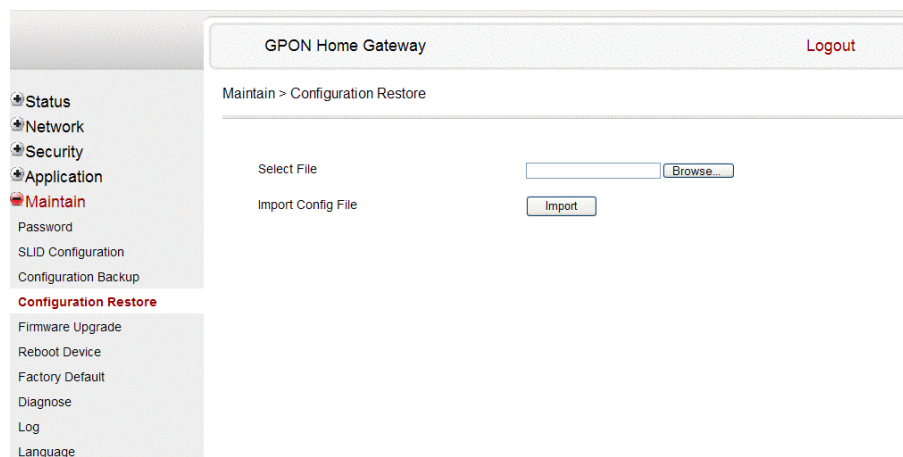 GPON Home Gateway
Logout
Maintain > Configuration Restore
Status
Network
Security
Application
Maintain
Password
SLID Configuration
Configuration Backup
Configuration Restore
Firmware Upgrade
Reboot Device
Factory Default
Diagnose
Log
Language
Select File
Browse...
Import Config File
Import